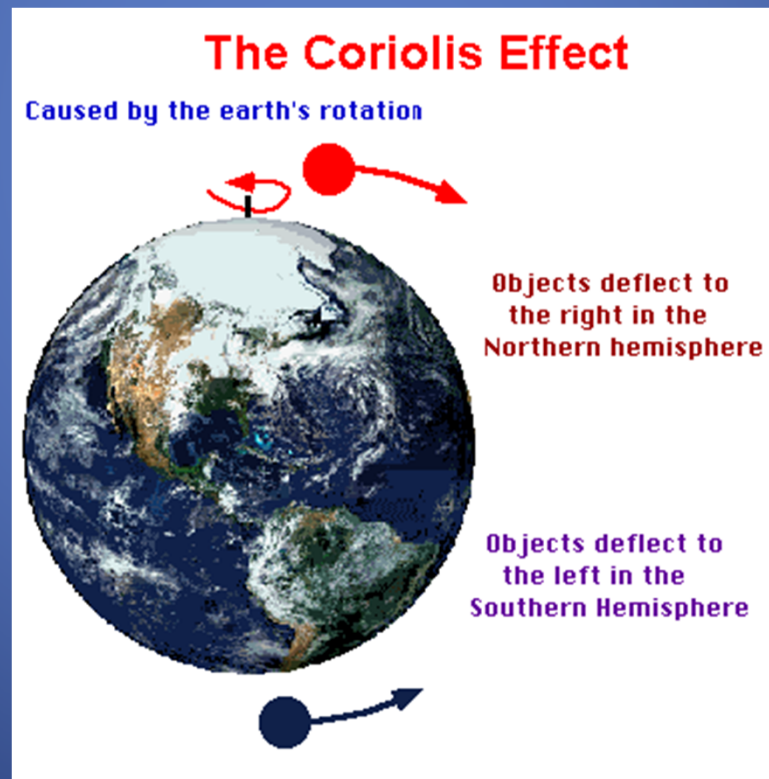 The Coriolis Effect
Caused by the earth's rotation
Objects deflect to
the right in the
Northern hemisphere
Objects deflect to
the left in the
Southern Hemisphere